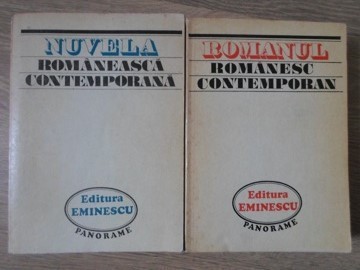 NUVELA
ROMÂNEASCĂ
CONTEMPORANĂ
Editura
EMINESCU
PANORAME
ROMANUL
ROMÂNESC
CONTEMPORAN
Editura
EMINESCU
PANORAME